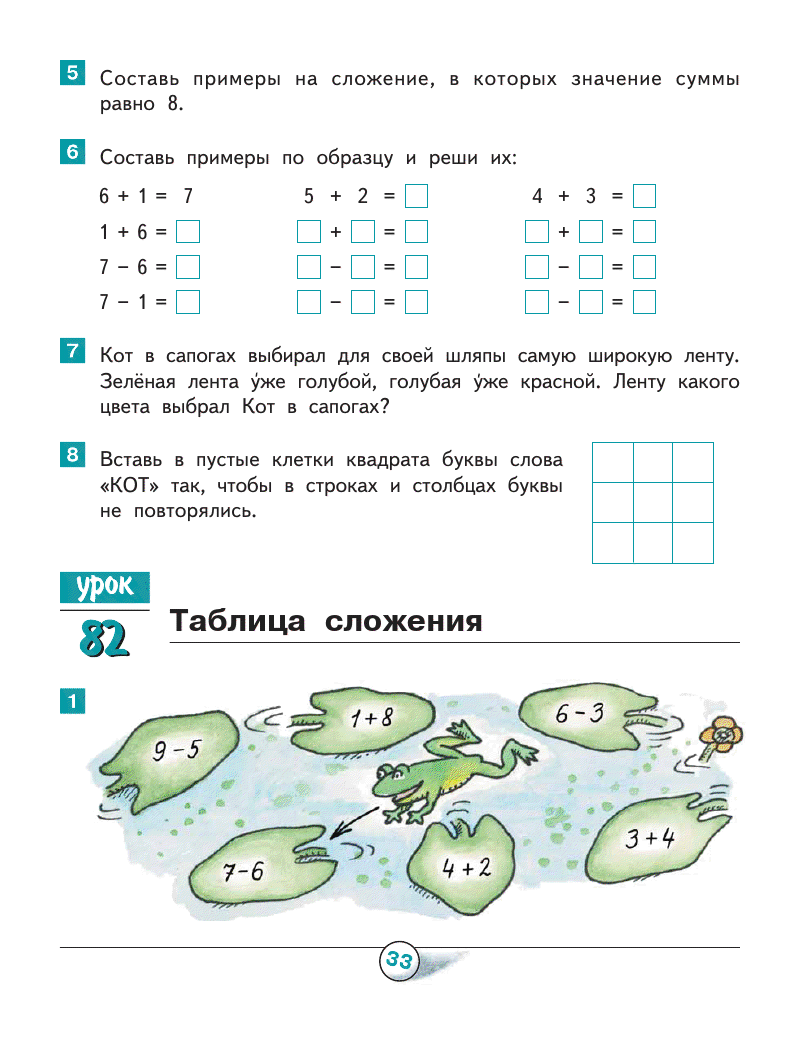 5
Составь примеры на сложение, в которых значение суммы
равно 8.
6
Составь примеры по образцу и реши их:
6 + 1 = 7 5 + 2 = □ 4 + 3 = □
1 + 6 = □ □ + □ = □ □ + □ = □
7 – 6 = □ □ – □ = □ □ – □ = □
7 – 1 = □ □ – □ = □ □ – □ = □
7
Кот в сапогах выбирал для своей шляпы самую широкую ленту.
Зелёная лента у́же голубой, голубая у́же красной. Ленту какого
цвета выбрал Кот в сапогах?
8
Вставь в пустые клетки квадрата буквы слова
«КОТ» так, чтобы в строках и столбцах буквы
не повторялись.
урок
82
Таблица сложения
1
9 – 5
1 + 8
6 – 3
7 – 6
4 + 2
3 + 4
33